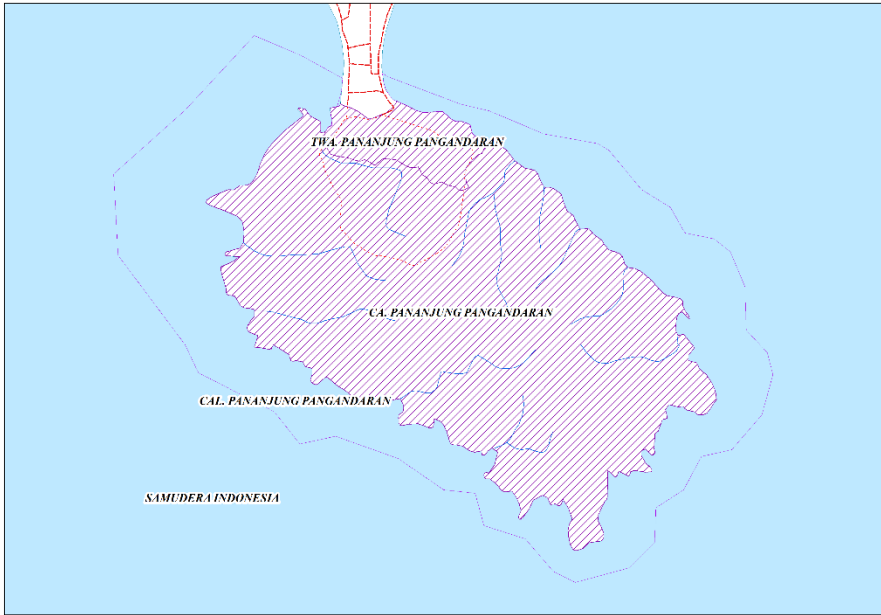 TWA. PANANJUNG PANGANDARAN
CA. PANANJUNG PANGANDARAN
CAL. PANANJUNG PANGANDARAN
SAMUDERA INDONESIA